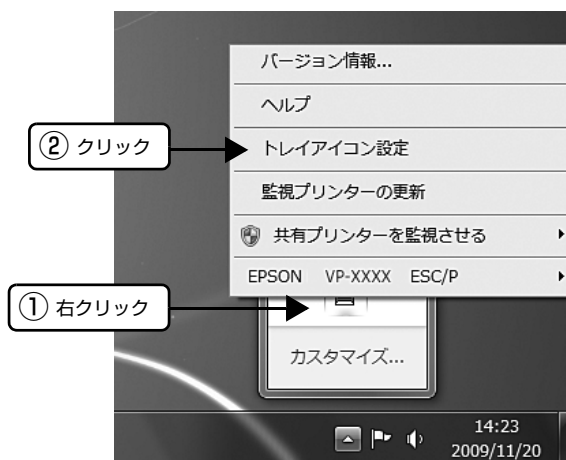 バージョン情報...
ヘルプ
② クリック
トレイアイコン設定
監視プリンターの更新
共有プリンターを監視させる
EPSON VP-XXXX ESC/P
① 右クリック
カスタマイズ...
14:23
2009/11/20